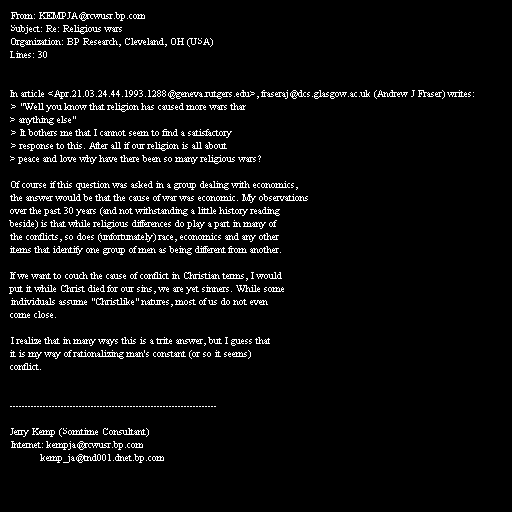 From: KEMPJA@rcwusr.bp.com
Subject: Re: Religious wars
Organization: BP Research, Cleveland, OH (USA)
Lines: 30
In article <Apr.21.03.24.44.1993.1288@geneva.rutgers.edu>, fraseraj@dcs.glasgow.ac.uk (Andrew J Fraser) writes:
> "Well you know that religion has caused more wars than
> anything else"
> It bothers me that I cannot seem to find a satisfactory
> response to this. After all if our religion is all about
> peace and love why have there been so many religious wars?
Of course if this question was asked in a group dealing with economics,
the answer would be that the cause of war was economic. My observations
over the past 30 years (and not withstanding a little history reading
beside) is that while religious differences do play a part in many of
the conflicts, so does (unfortunately) race, economics and any other
items that identify one group of men as being different from another.
If we want to couch the cause of conflict in Christian terms, I would
put it while Christ died for our sins, we are yet sinners. While some
individuals assume "Christlike" natures, most of us do not even
come close.
I realize that in many ways this is a trite answer, but I guess that
it is my way of rationalizing man's constant (or so it seems)
conflict.
---------------------------------------------------------------------
Jerry Kemp (Somtime Consultant)
Internet: kempja@rcwusr.bp.com
kemp_ja@tnd001.dnet.bp.com